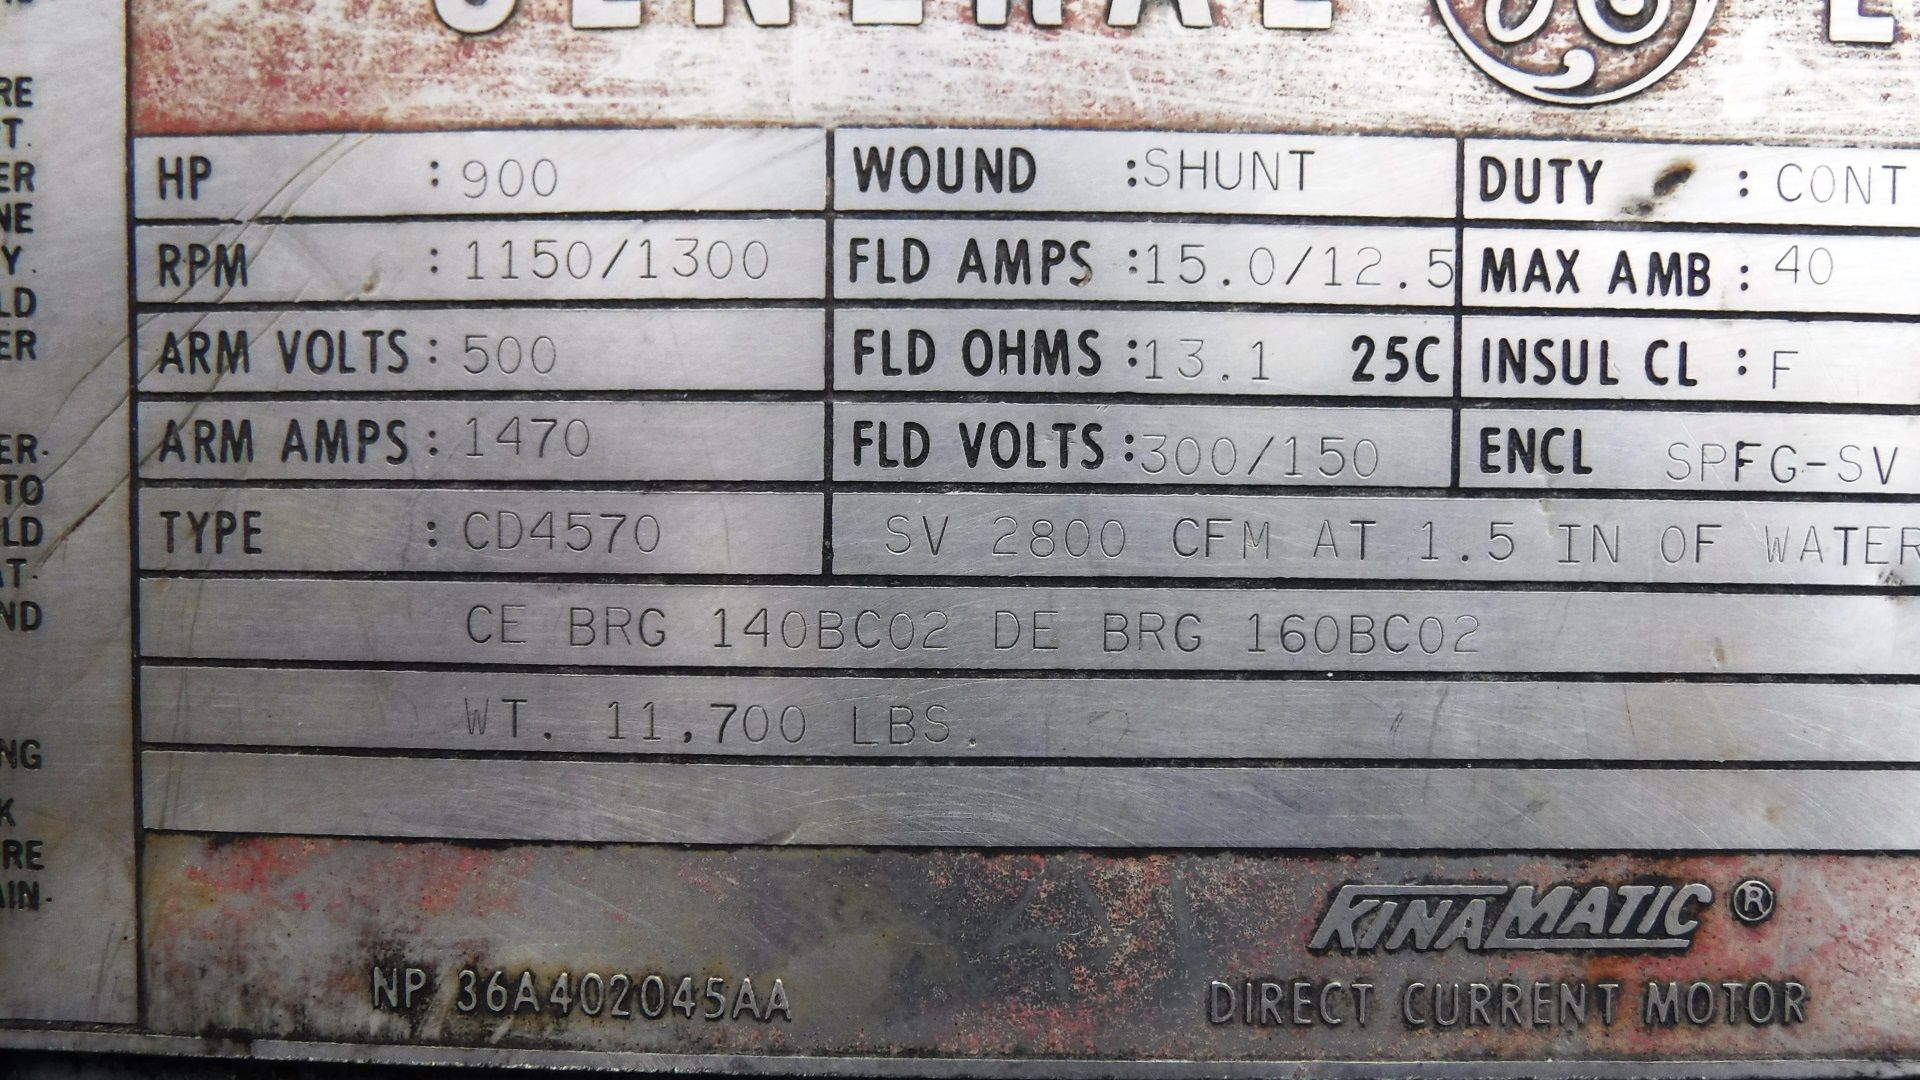 GENERAL GE
HP : 900 WOUND : SHUNT DUTY : CONT
RPM : 1150/1300 FLD AMPS : 15.0/12.5 MAX AMB : 40
ARM VOLTS : 500 FLD OHMS : 13.1 25C INSUL CL : F
ARM AMPS : 1470 FLD VOLTS : 300/150 ENCL SPFG-SV
TYPE : CD4570 SV 2800 CFM AT 1.5 IN OF WATER
CE BRG 140BC02 DE BRG 160BC02
WT. 11,700 LBS.
KINAMATIC ®
NP 36A402045AA DIRECT CURRENT MOTOR